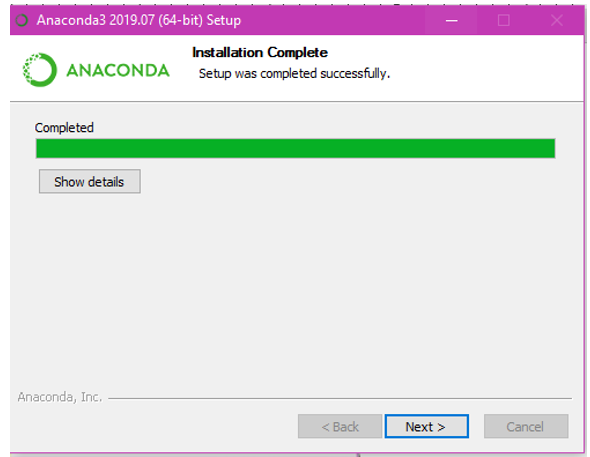 Anaconda3 2019.07 (64-bit) Setup
ANACONDA
Installation Complete
Setup was completed successfully.
Completed
Show details
Anaconda, Inc.
< Back
Next >
Cancel